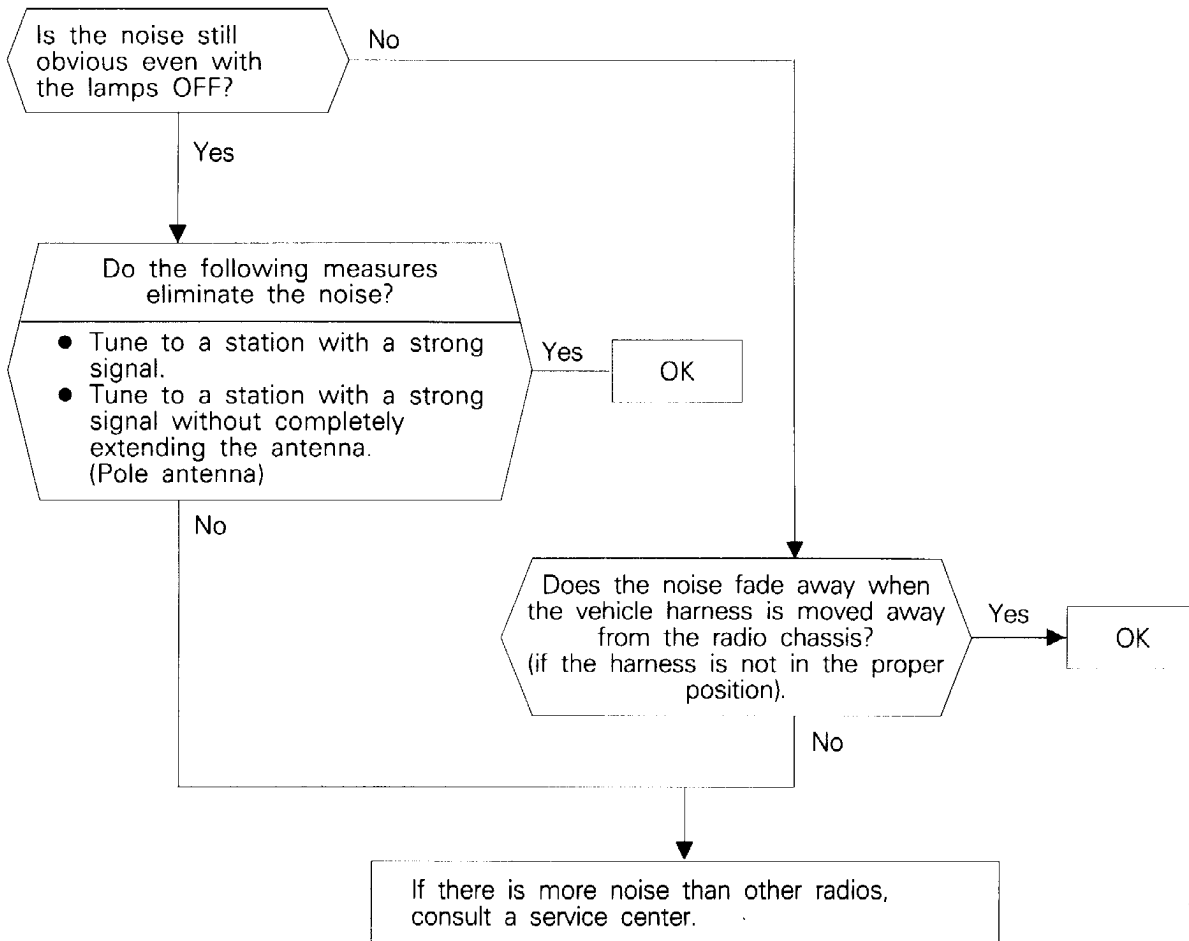 Is the noise still
obvious even with
the lamps OFF?
No
Yes
Do the following measures
eliminate the noise?
● Tune to a station with a strong
signal.
● Tune to a station with a strong
signal without completely
extending the antenna.
(Pole antenna)
Yes
OK
No
Does the noise fade away when
the vehicle harness is moved away
from the radio chassis?
(if the harness is not in the proper
position).
Yes
OK
No
If there is more noise than other radios,
consult a service center.